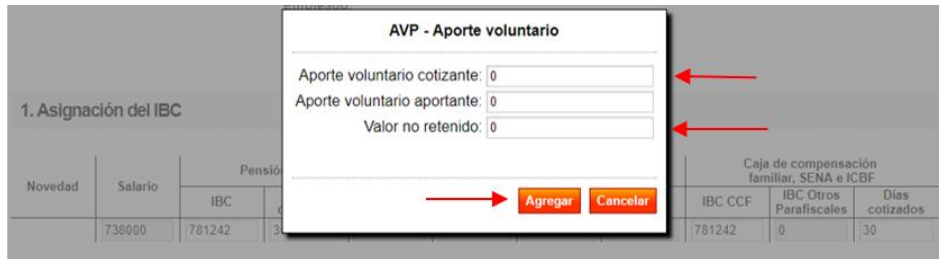 AVP - Aporte voluntario
Aporte voluntario cotizante: 0
Aporte voluntario aportante: 0
Valor no retenido: 0
Agregar Cancelar
1. Asignación del IBC
Novedad Salario Pensió IBC
Caja de compensación familiar, SENA e ICBF
IBC CCF IBC Otros Parafiscales Días cotizados
738000 781242 781242 0 30